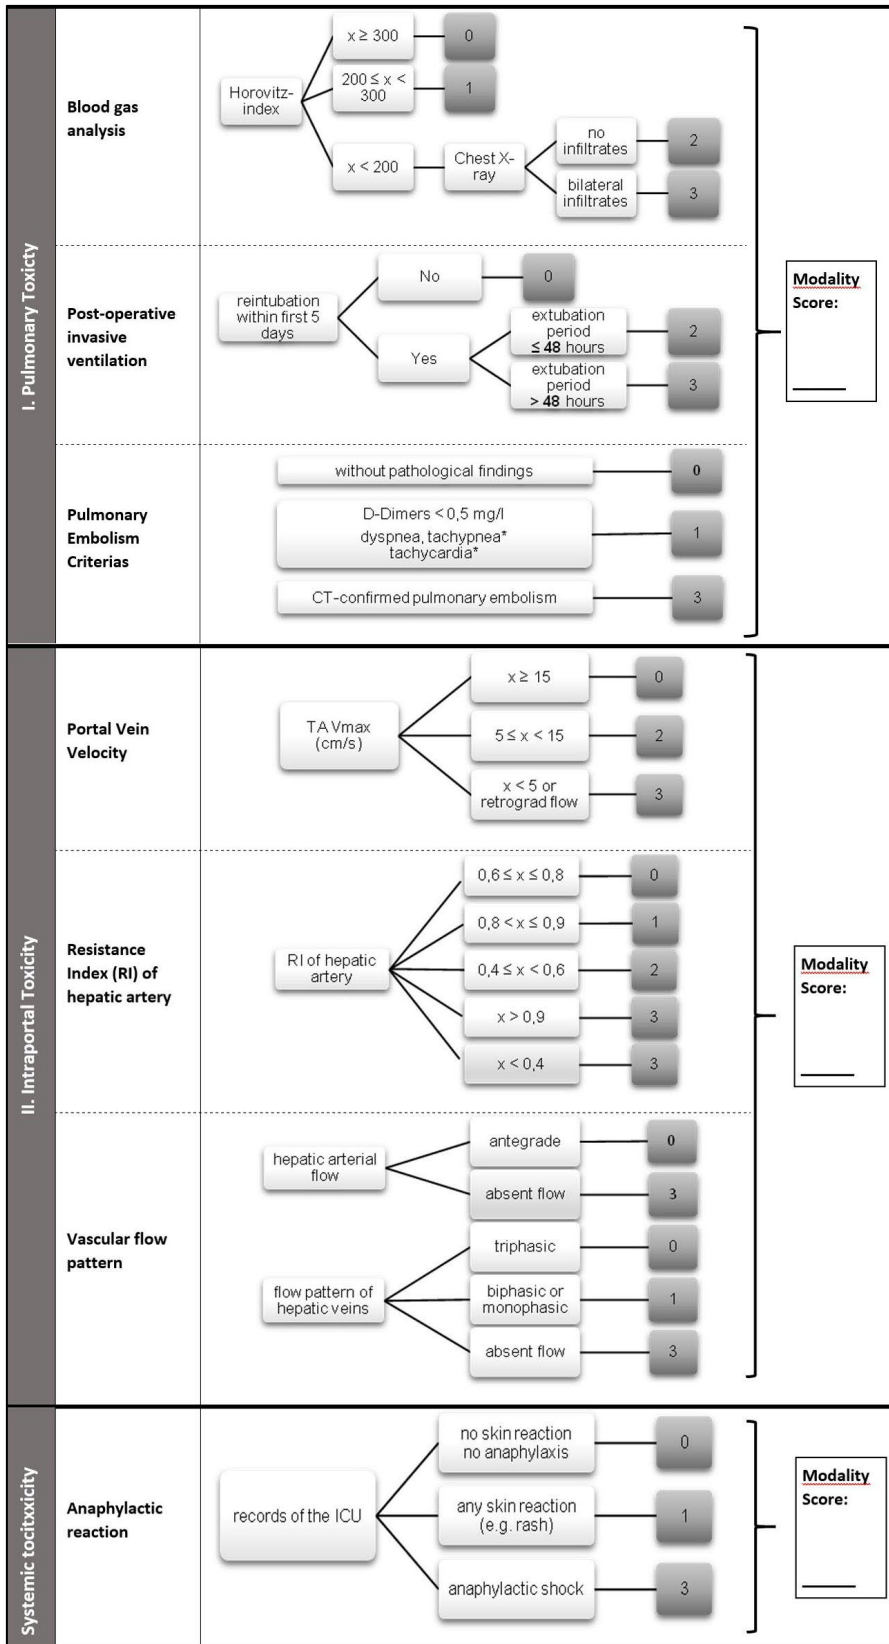 I. Pulmonary Toxicty
Blood gas
analysis
Horovitz-
index
x ≥ 300
0
200 ≤ x <
300
1
x < 200
Chest X-
ray
no
infiltrates
2
bilateral
infiltrates
3
Post-operative
invasive
ventilation
reintubation
within first 5
days
No
0
Yes
extubation
period
≤ 48 hours
2
extubation
period
> 48 hours
3
Pulmonary
Embolism
Criterias
without pathological findings
0
D-Dimers < 0,5 mg/l
dyspnea, tachypnea*
tachycardia*
1
CT-confirmed pulmonary embolism
3
Modality
Score:
II. Intraportal Toxicity
Portal Vein
Velocity
TA Vmax
(cm/s)
x ≥ 15
0
5 ≤ x < 15
2
x < 5 or
retrograd flow
3
Resistance
Index (RI) of
hepatic artery
RI of hepatic
artery
0,6 ≤ x ≤ 0,8
0
0,8 < x ≤ 0,9
1
0,4 ≤ x < 0,6
2
x > 0,9
3
x < 0,4
3
Vascular flow
pattern
hepatic arterial
flow
antegrade
0
absent flow
3
flow pattern of
hepatic veins
triphasic
0
biphasic or
monophasic
1
absent flow
3
Modality
Score:
Systemic tocitxxicity
Anaphylactic
reaction
records of the ICU
no skin reaction
no anaphylaxis
0
any skin reaction
(e.g. rash)
1
anaphylactic shock
3
Modality
Score: